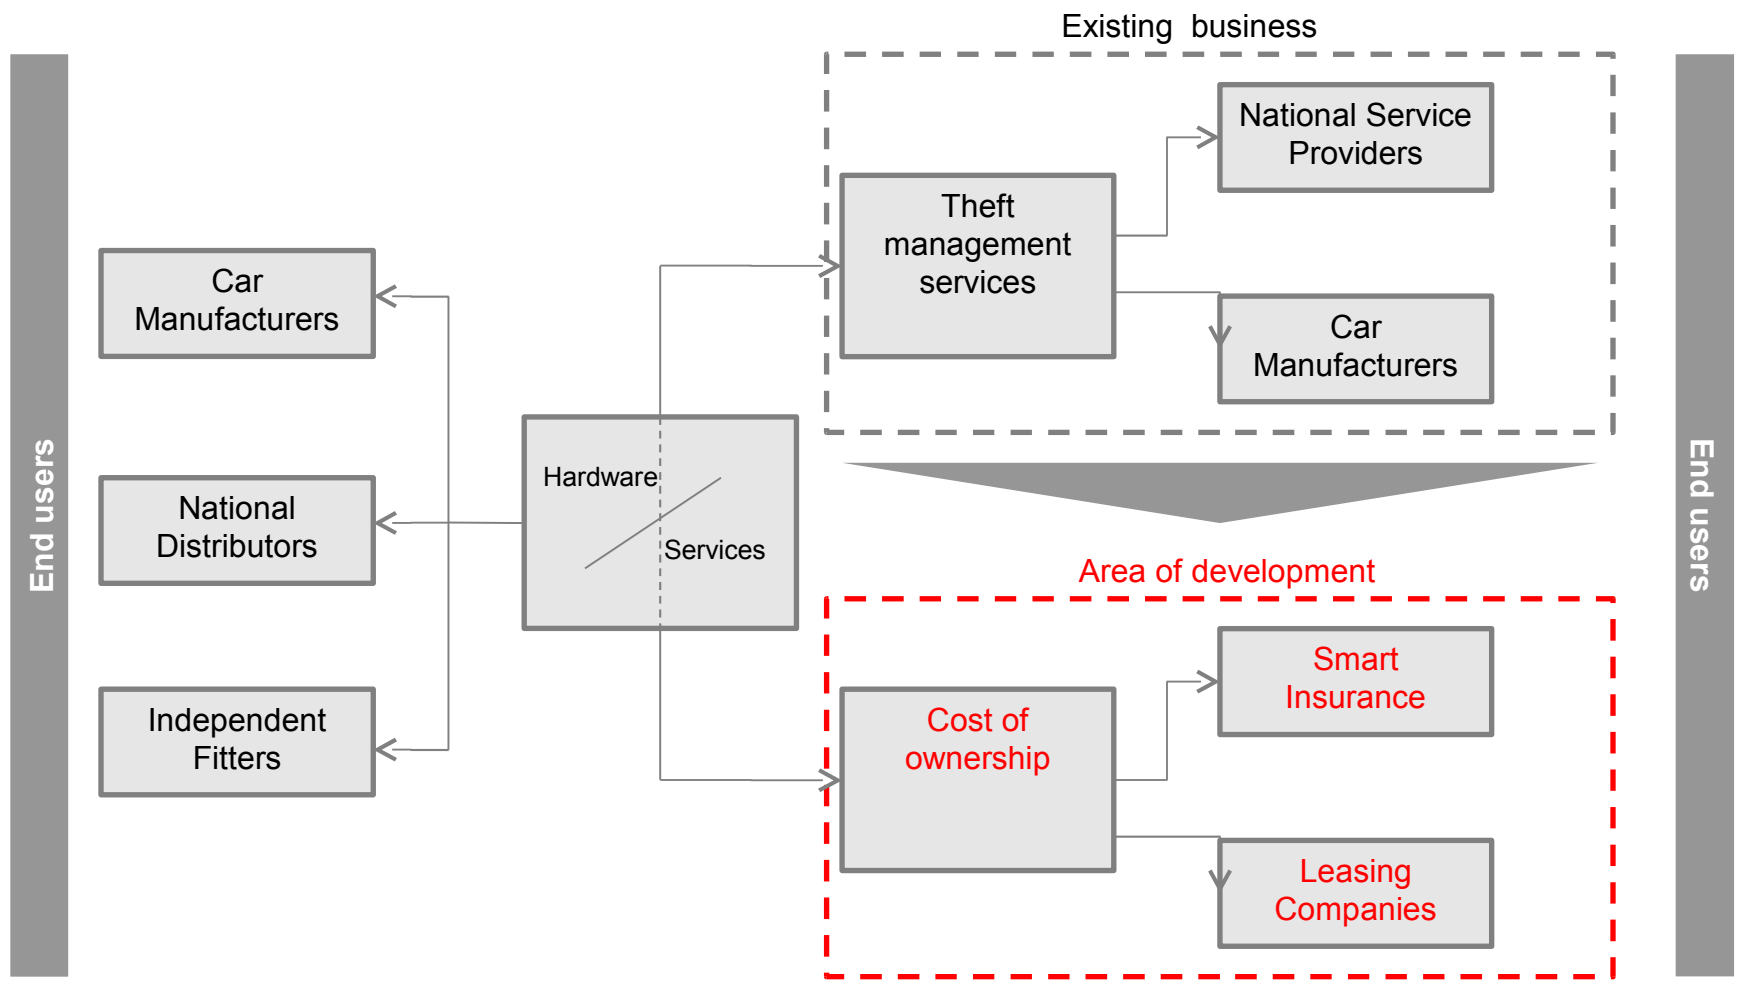 Existing business
End users
Car
Manufacturers
National
Distributors
Independent
Fitters
Hardware
Services
Theft
management
services
National Service
Providers
Car
Manufacturers
Area of development
Cost of
ownership
Smart
Insurance
Leasing
Companies
End users